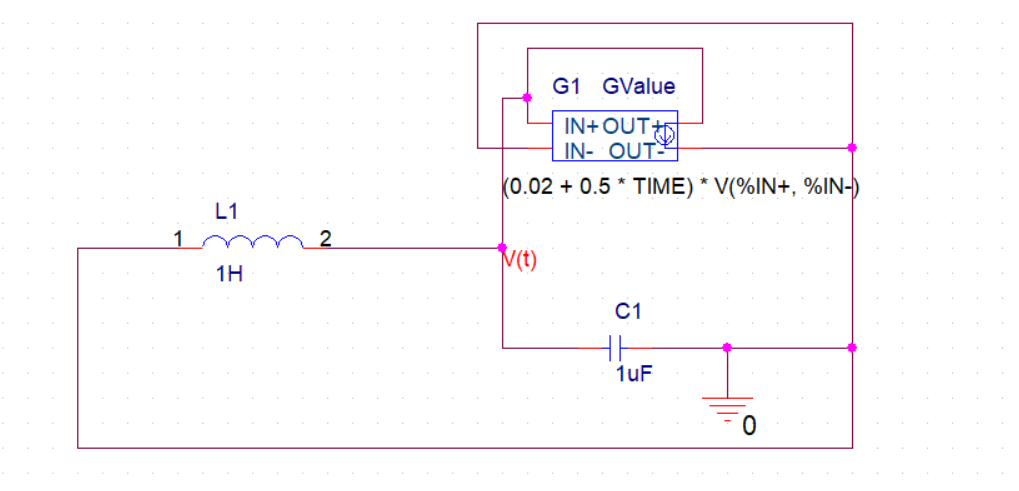 G1 GValue
IN+ OUT+
IN- OUT-
(0.02 + 0.5 * TIME) * V(%IN+, %IN-)
L1
1 2
1H
V(t)
C1
1uF
0